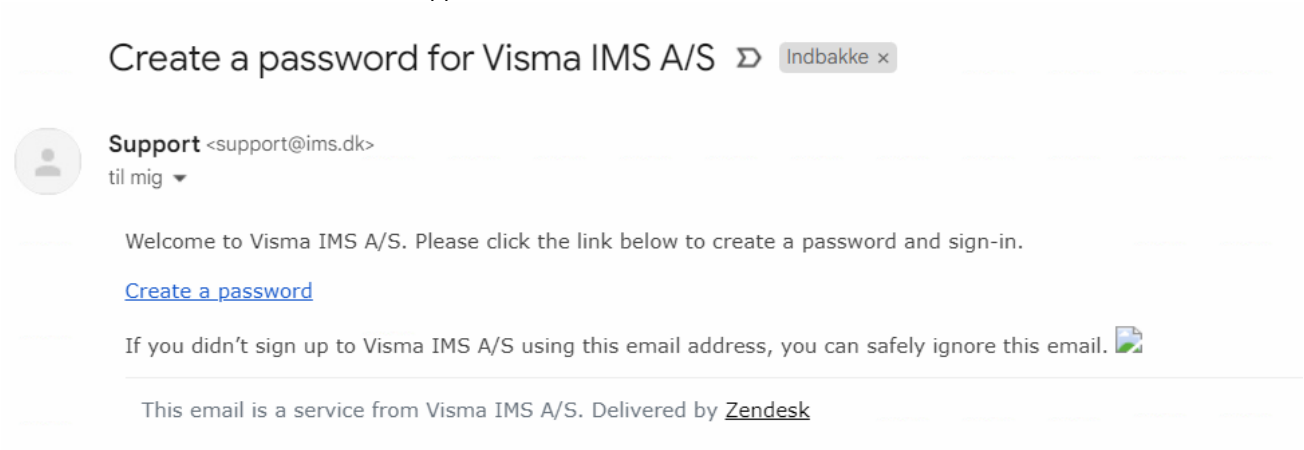 Create a password for Visma IMS A/S Indbakke ×
Support <support@ims.dk>
til mig
Welcome to Visma IMS A/S. Please click the link below to create a password and sign-in.
Create a password
If you didn’t sign up to Visma IMS A/S using this email address, you can safely ignore this email.
This email is a service from Visma IMS A/S. Delivered by Zendesk